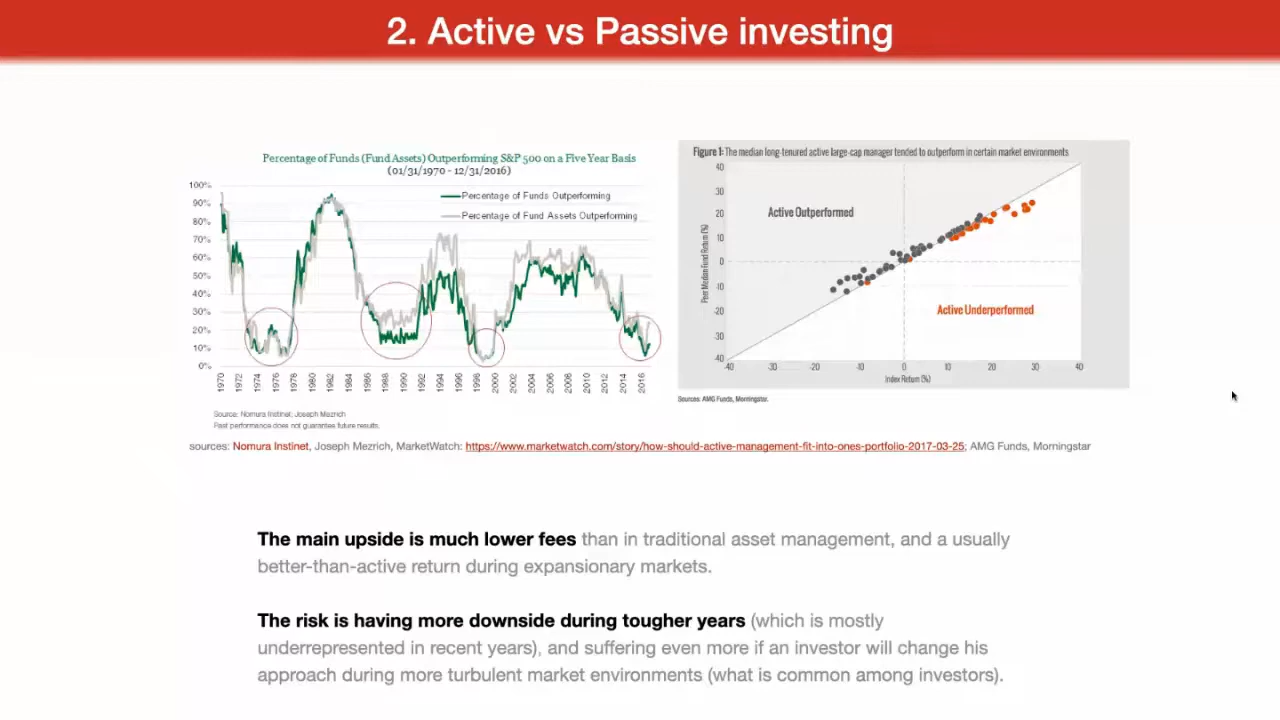 2. Active vs Passive investing
Percentage of Funds (Fund Assets) Outperforming S&P 500 on a Five Year Basis
(01/31/1970 - 12/31/2016)
100%
90%
80%
70%
60%
50%
40%
30%
20%
10%
0%
Percentage of Funds Outperforming
Percentage of Fund Assets Outperforming
1970 1972 1974 1976 1978 1980 1982 1984 1986 1988 1990 1992 1994 1996 1998 2000 2002 2004 2006 2008 2010 2012 2014 2016
Source: Nomura Instinet; Joseph Mezrich
Past performance does not guarantee future results.
Figure 1: The median long-tenured active large-cap manager tended to outperform in certain market environments
40
30
20
10
0
-10
-20
-30
-40
Peer Median Fund Return (%)
Active Outperformed
Active Underperformed
-40 -30 -20 -10 0 10 20 30 40
Index Return (%)
Sources: AMG Funds, Morningstar.
sources: Nomura Instinet, Joseph Mezrich, MarketWatch: https://www.marketwatch.com/story/how-should-active-management-fit-into-ones-portfolio-2017-03-25; AMG Funds, Morningstar
The main upside is much lower fees than in traditional asset management, and a usually
better-than-active return during expansionary markets.
The risk is having more downside during tougher years (which is mostly
underrepresented in recent years), and suffering even more if an investor will change his
approach during more turbulent market environments (what is common among investors).